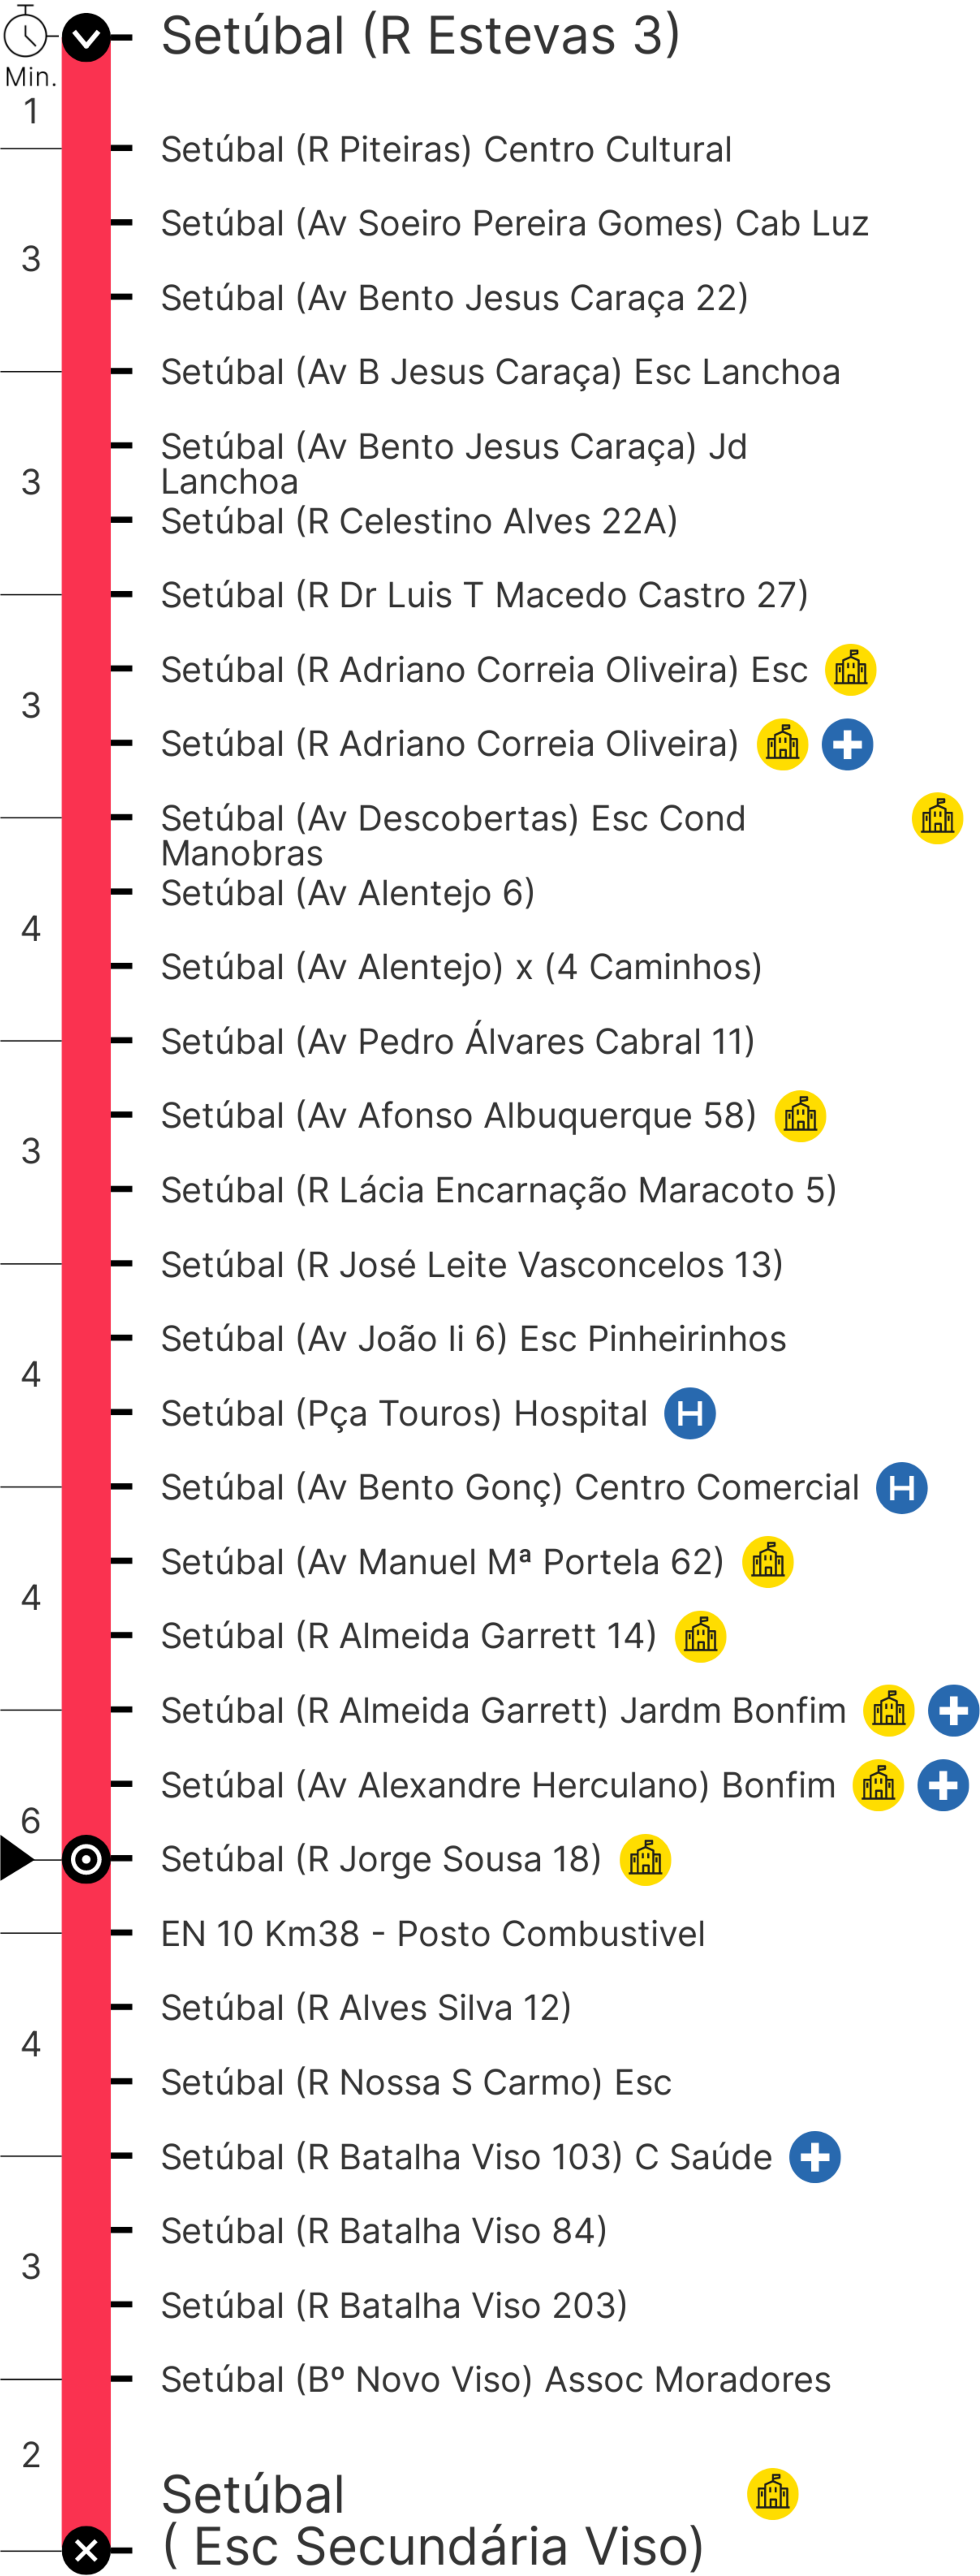 Setúbal (R Estevas 3)
Min.
1
Setúbal (R Piteiras) Centro Cultural
Setúbal (Av Soeiro Pereira Gomes) Cab Luz
3
Setúbal (Av Bento Jesus Caraça 22)
Setúbal (Av B Jesus Caraça) Esc Lanchoa
Setúbal (Av Bento Jesus Caraça) Jd
Lanchoa
3
Setúbal (R Celestino Alves 22A)
Setúbal (R Dr Luis T Macedo Castro 27)
Setúbal (R Adriano Correia Oliveira) Esc
3
Setúbal (R Adriano Correia Oliveira)
Setúbal (Av Descobertas) Esc Cond
Manobras
Setúbal (Av Alentejo 6)
4
Setúbal (Av Alentejo) x (4 Caminhos)
Setúbal (Av Pedro Álvares Cabral 11)
Setúbal (Av Afonso Albuquerque 58)
3
Setúbal (R Lácia Encarnação Maracoto 5)
Setúbal (R José Leite Vasconcelos 13)
Setúbal (Av João Ii 6) Esc Pinheirinhos
4
Setúbal (Pça Touros) Hospital H
Setúbal (Av Bento Gonç) Centro Comercial H
Setúbal (Av Manuel Mª Portela 62)
4
Setúbal (R Almeida Garrett 14)
Setúbal (R Almeida Garrett) Jardm Bonfim
Setúbal (Av Alexandre Herculano) Bonfim
6
Setúbal (R Jorge Sousa 18)
EN 10 Km38 - Posto Combustivel
Setúbal (R Alves Silva 12)
4
Setúbal (R Nossa S Carmo) Esc
Setúbal (R Batalha Viso 103) C Saúde
Setúbal (R Batalha Viso 84)
3
Setúbal (R Batalha Viso 203)
Setúbal (Bº Novo Viso) Assoc Moradores
2
Setúbal
( Esc Secundária Viso)